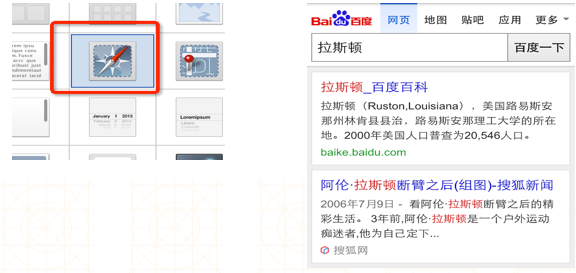 January 1 2013
Loremipsum
Bai du 百度
网页 地图 贴吧 应用 更多
拉斯顿 百度一下
拉斯顿_百度百科
拉斯顿（Ruston,Louisiana），美国路易斯安
那州林肯县县治，路易斯安那理工大学的所在
地。2000年美国人口普查为20,546人口。
baike.baidu.com
阿伦·拉斯顿断臂之后(组图)-搜狐新闻
2006年7月9日 - 看阿伦·拉斯顿断臂之后的精
彩生活。 3年前,阿伦·拉斯顿是一个户外运动
痴迷者,他为自己定下...
搜狐网